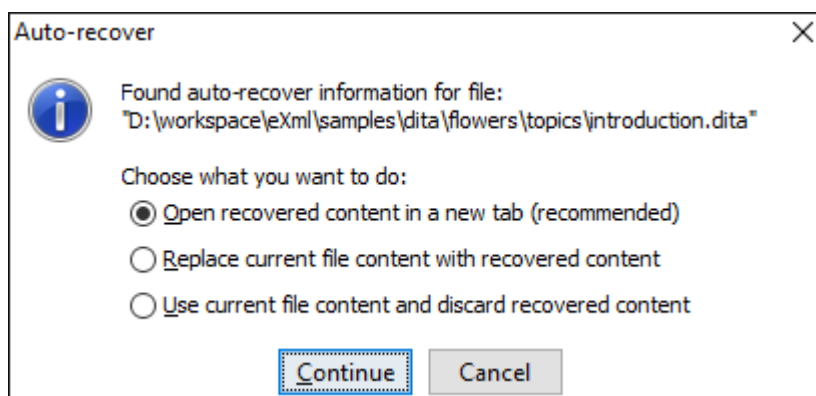 Auto-recover
Found auto-recover information for file:
"D:\workspace\eXml\samples\dita\flowers\topics\introduction.dita"
Choose what you want to do:
Open recovered content in a new tab (recommended)
Replace current file content with recovered content
Use current file content and discard recovered content
Continue Cancel